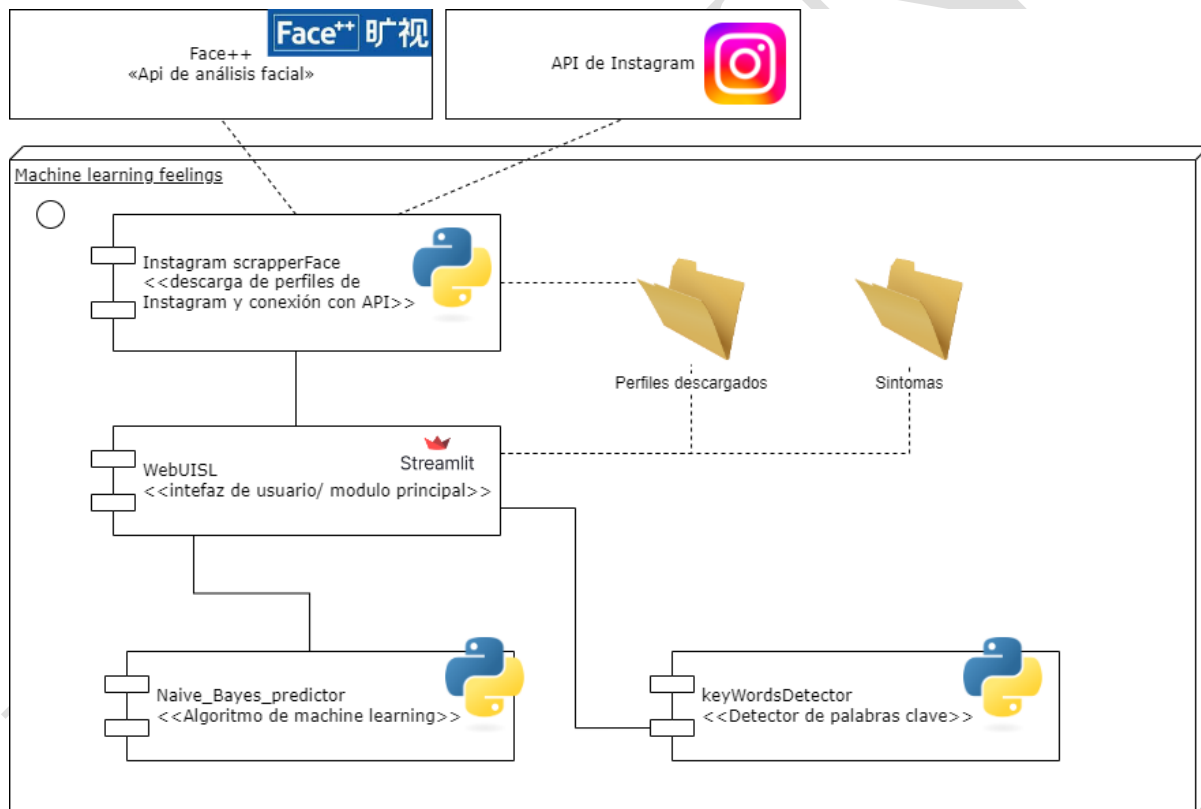 Face++ 旷视
Face++
«Api de análisis facial»
API de Instagram
Machine learning feelings
Instagram scrapperFace
<<descarga de perfiles de
Instagram y conexión con API>>
Perfiles descargados
Sintomas
Streamlit
WebUISL
<<intefaz de usuario/ modulo principal>>
Naive_Bayes_predictor
<<Algoritmo de machine learning>>
keyWordsDetector
<<Detector de palabras clave>>